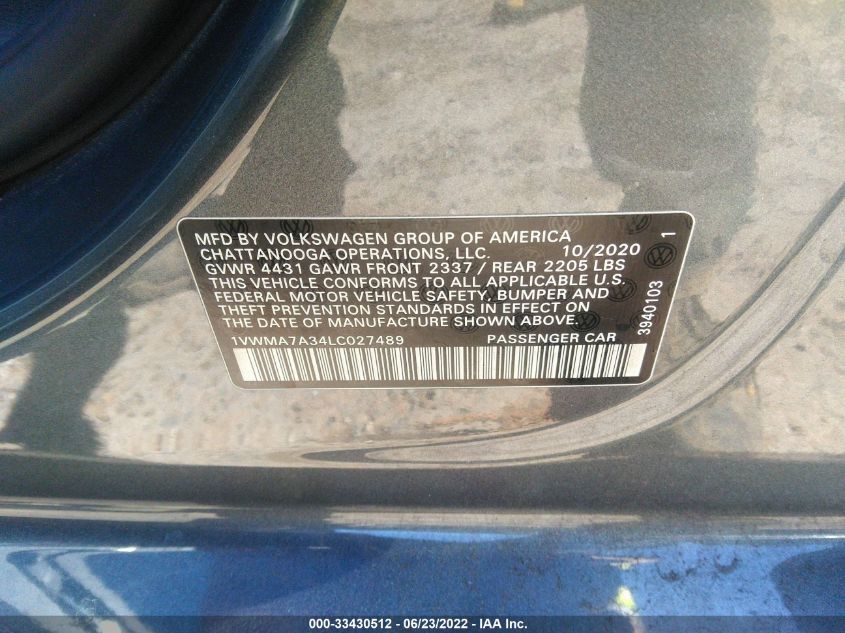 MFD BY VOLKSWAGEN GROUP OF AMERICA
CHATTANOOGA OPERATIONS, LLC. 10/2020
GVWR 4431 GAWR FRONT 2337 / REAR 2205 LBS
THIS VEHICLE CONFORMS TO ALL APPLICABLE U.S.
FEDERAL MOTOR VEHICLE SAFETY, BUMPER AND
THEFT PREVENTION STANDARDS IN EFFECT ON
THE DATE OF MANUFACTURE SHOWN ABOVE.
1VWMA7A34LC027489 PASSENGER CAR
3940103 1
000-33430512 - 06/23/2022 - IAA Inc.